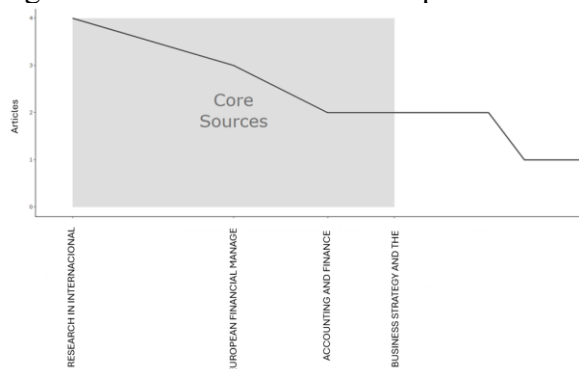 4
3
Core
Sources
Articles
2
1
0
RESEARCH IN INTERNACIONAL
UROPEAN FINANCIAL MANAGE
ACCOUNTING AND FINANCE
BUSINESS STRATEGY AND THE